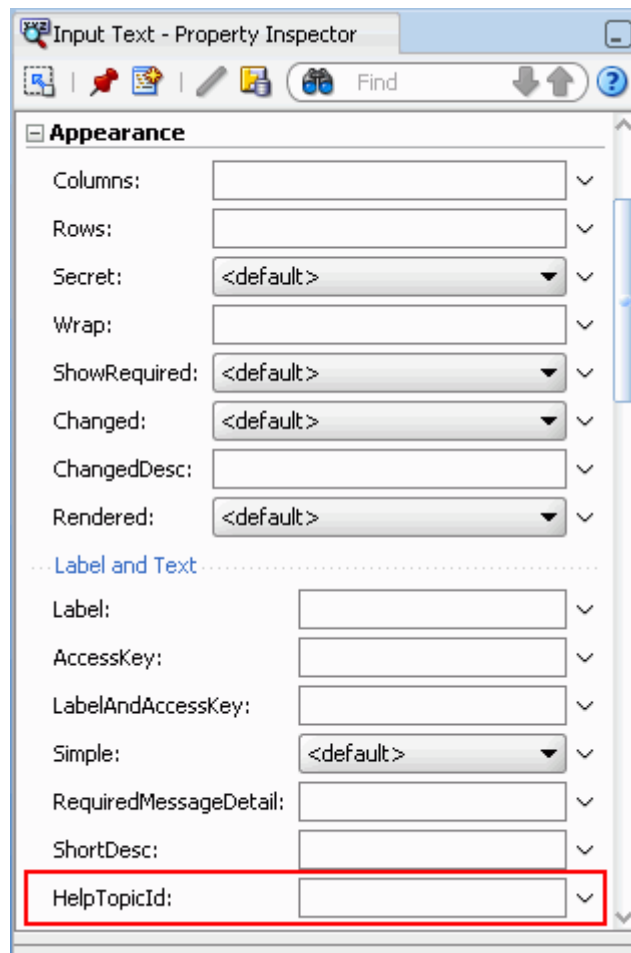 Input Text - Property Inspector
Find
Appearance
Columns:
Rows:
Secret: <default>
Wrap:
ShowRequired: <default>
Changed: <default>
ChangedDesc:
Rendered: <default>
Label and Text
Label:
AccessKey:
LabelAndAccessKey:
Simple: <default>
RequiredMessageDetail:
ShortDesc:
HelpTopicId: